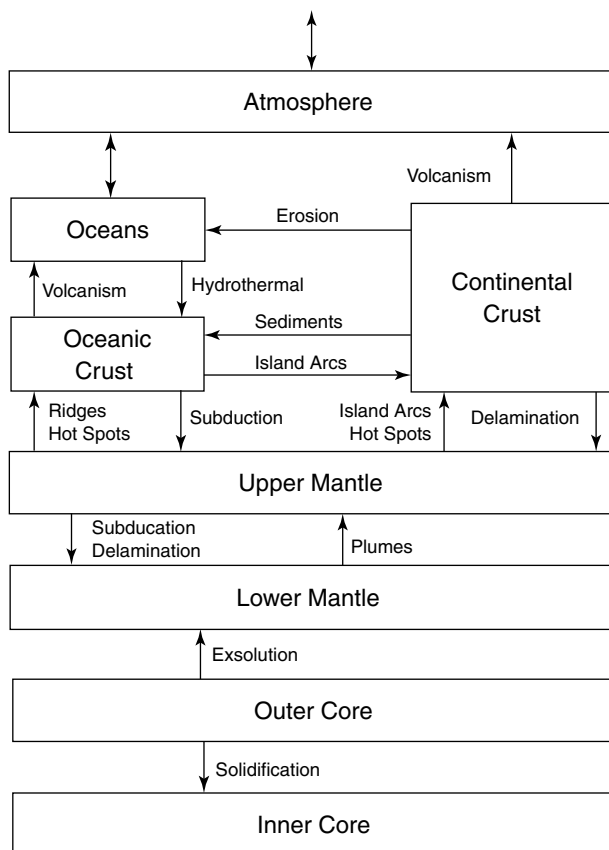 Atmosphere
Volcanism
Erosion
Oceans
Continental
Crust
Volcanism
Hydrothermal
Sediments
Oceanic
Crust
Island Arcs
Ridges
Hot Spots
Subduction
Island Arcs
Hot Spots
Delamination
Upper Mantle
Subducation
Delamination
Plumes
Lower Mantle
Exsolution
Outer Core
Solidification
Inner Core